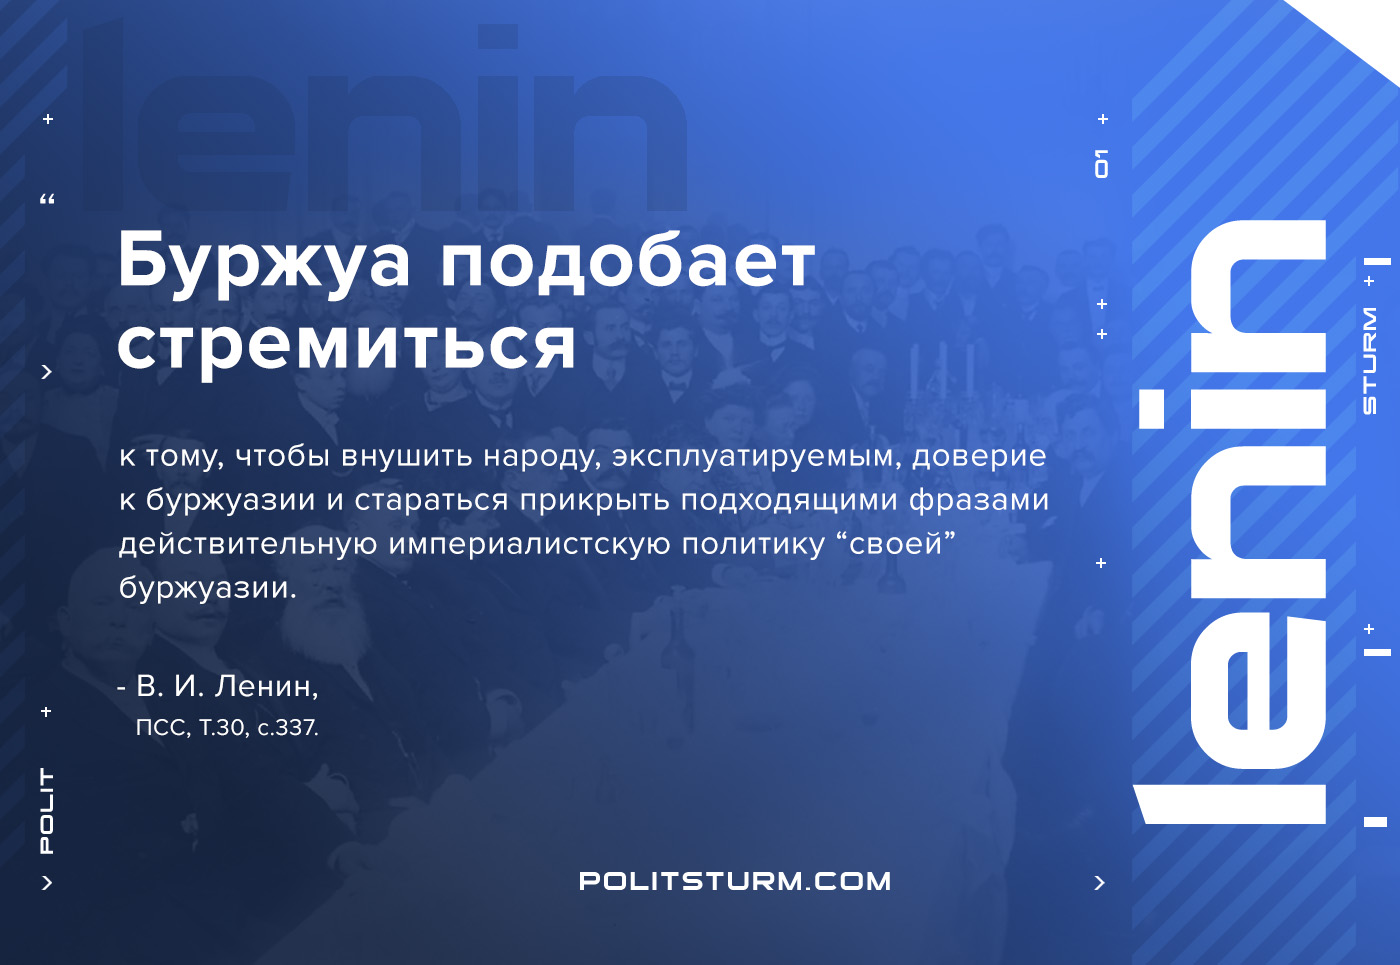 lenin
“
Буржуа подобает
стремиться
к тому, чтобы внушить народу, эксплуатируемым, доверие
к буржуазии и стараться прикрыть подходящими фразами
действительную империалистскую политику “своей”
буржуазии.
- В. И. Ленин,
ПСС, Т.30, с.337.
POLIT
POLITSTURM.COM
01
lenin
STURM